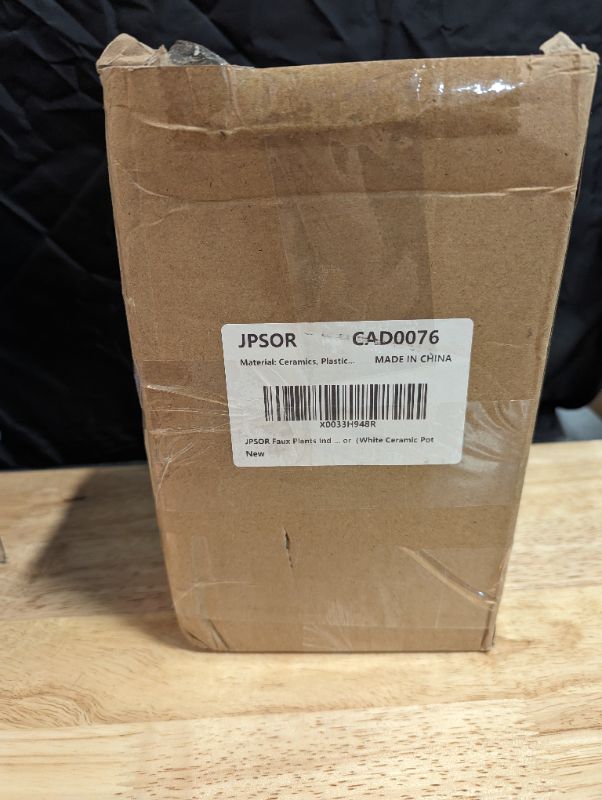 JPSOR CAD0076
Material: Ceramics, Plastic... MADE IN CHINA
X0033H948R
JPSOR Faux Plants Ind ... or (White Ceramic Pot
New